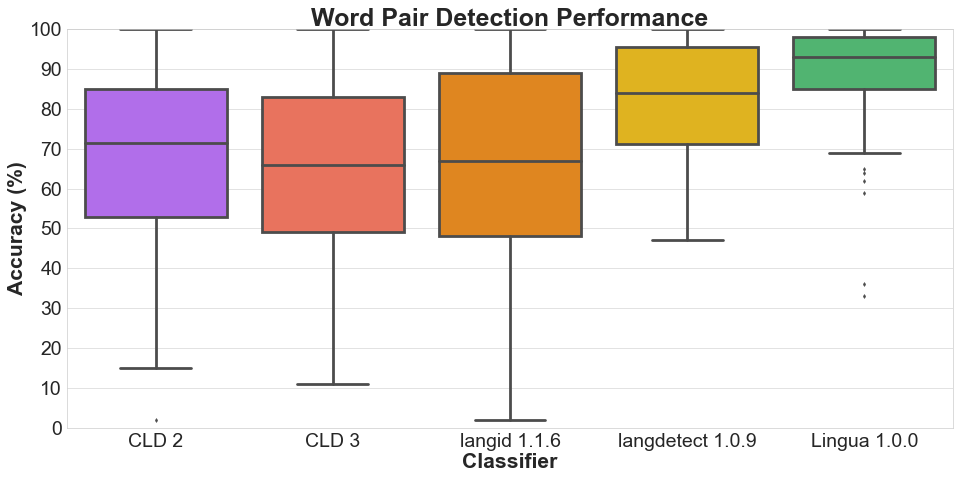 Word Pair Detection Performance
100
90
80
70
60
50
40
30
20
10
0
Accuracy (%)
CLD 2 CLD 3 langid 1.1.6 langdetect 1.0.9 Lingua 1.0.0
Classifier